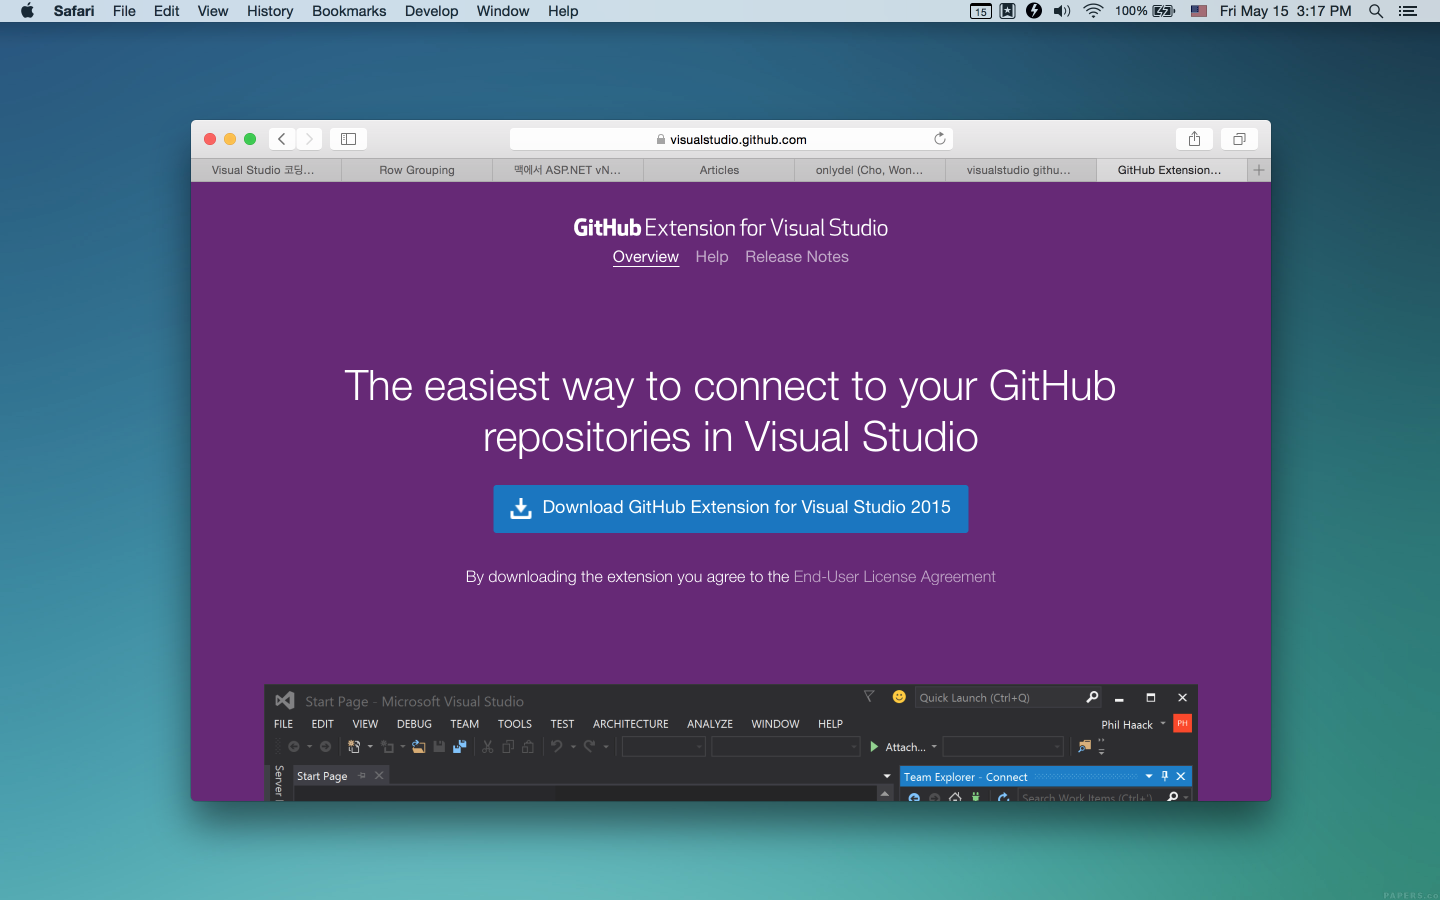 Safari File Edit View History Bookmarks Develop Window Help
15 100% Fri May 15 3:17 PM
visualstudio.github.com
Visual Studio 코딩...
Row Grouping
맥에서 ASP.NET vN...
Articles
onlydel (Cho, Won...
visualstudio githu...
GitHub Extension...
GitHub Extension for Visual Studio
Overview Help Release Notes
The easiest way to connect to your GitHub
repositories in Visual Studio
Download GitHub Extension for Visual Studio 2015
By downloading the extension you agree to the End-User License Agreement
Start Page - Microsoft Visual Studio
Quick Launch (Ctrl+Q)
FILE EDIT VIEW DEBUG TEAM TOOLS TEST ARCHITECTURE ANALYZE WINDOW HELP
Phil Haack PH
Attach...
Server
Start Page
Team Explorer - Connect
Search Work Items (Ctrl+')
PAPERS.co